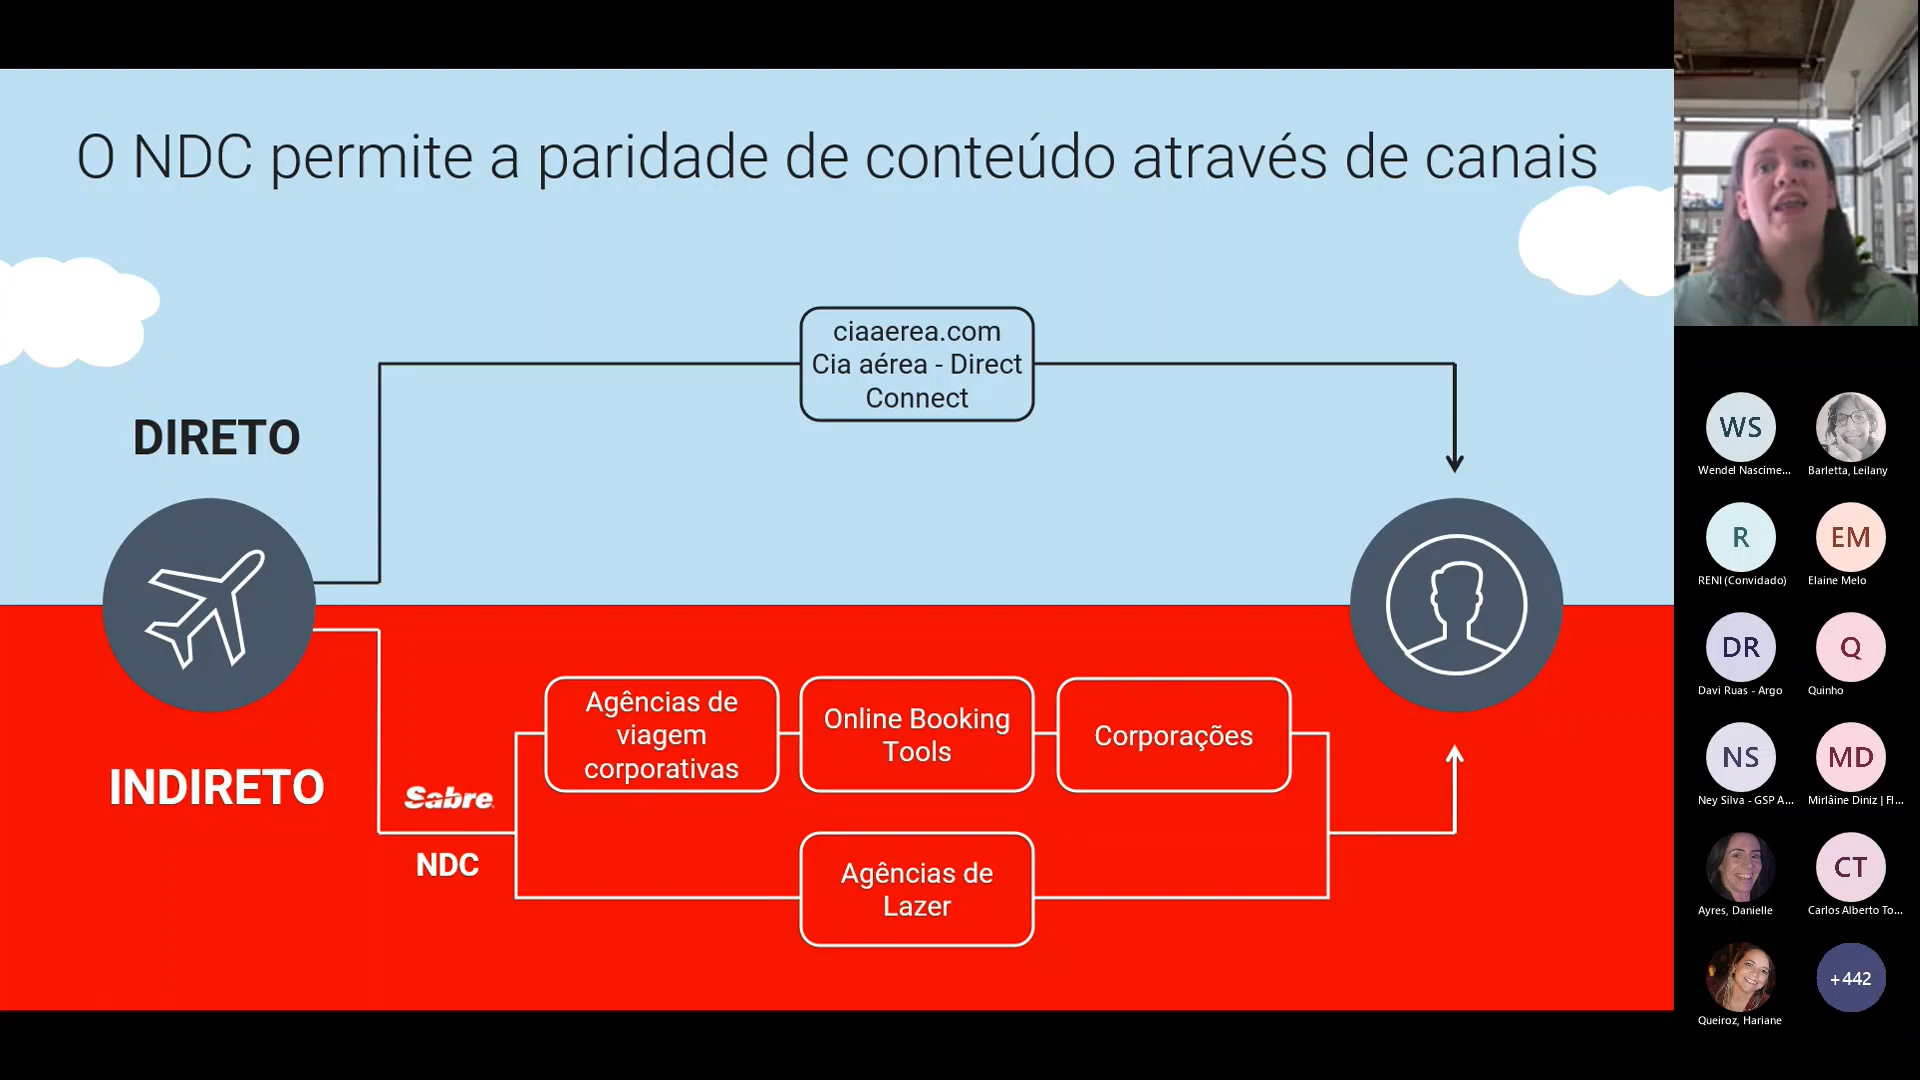 O NDC permite a paridade de conteúdo através de canais
ciaaerea.com
Cia aérea - Direct
Connect
DIRETO
INDIRETO
Sabre
NDC
Agências de
viagem
corporativas
Online Booking
Tools
Corporações
Agências de
Lazer
WS
Wendel Nascime...
Barletta, Leilany
R
RENI (Convidado)
EM
Elaine Melo
DR
Davi Ruas - Argo
Q
Quinho
NS
Ney Silva - GSP A...
MD
Mirláine Diniz | Fl...
Ayres, Danielle
CT
Carlos Alberto To...
Queiroz, Hariane
+442